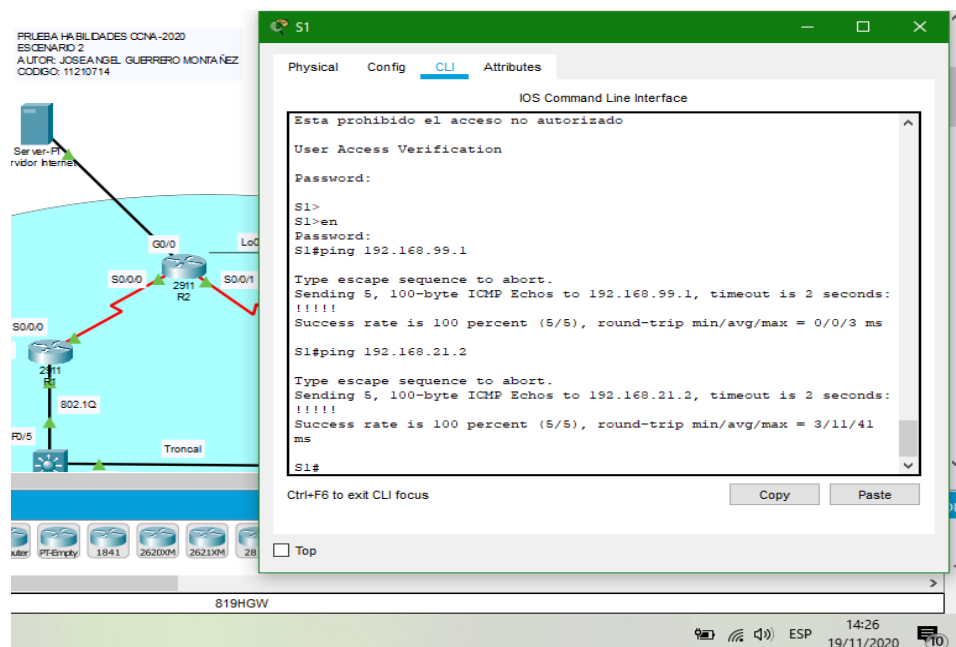 PRUEBA HABILIDADES CCNA-2020
ESCENARIO 2
AUTOR: JOSEANGEL GUERRERO MONTAÑEZ
CODIGO: 11210714
Server-PT
rvidor Internet
G0/0
Lo0
S0/0/0
2911
R2
S0/0/1
S0/0/0
2911
R1
802.1Q
F0/5
Troncal
S1
Physical
Config
CLI
Attributes
IOS Command Line Interface
Esta prohibido el acceso no autorizado
User Access Verification
Password:
S1>
S1>en
Password:
S1#ping 192.168.99.1
Type escape sequence to abort.
Sending 5, 100-byte ICMP Echos to 192.168.99.1, timeout is 2 seconds:
!!!!!
Success rate is 100 percent (5/5), round-trip min/avg/max = 0/0/3 ms
S1#ping 192.168.21.2
Type escape sequence to abort.
Sending 5, 100-byte ICMP Echos to 192.168.21.2, timeout is 2 seconds:
!!!!!
Success rate is 100 percent (5/5), round-trip min/avg/max = 3/11/41
ms
S1#
Ctrl+F6 to exit CLI focus
Copy
Paste
Top
outer
PT-Empty
1841
2620XM
2621XM
28
819HGW
ESP
14:26
19/11/2020
10